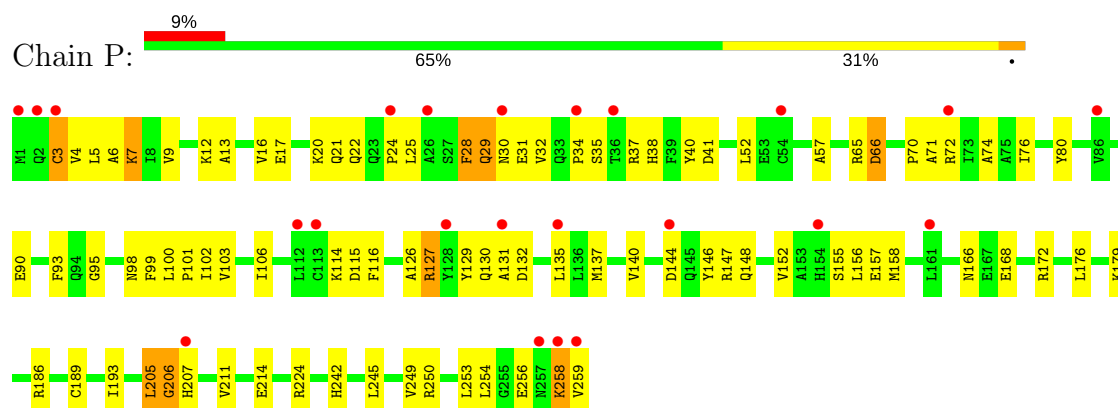 9%
Chain P:
65% 31% •
M1 Q2 C3 V4 L5 A6 K7 I8 V9 K12 A13 V16 E17 K20 Q21 Q22 Q23 P24 L25 A26 S27 F28 Q29 N30 E31 V32 Q33 P34 S35 T36 R37 H38 F39 Y40 D41 L52 E53 C54 A57 R65 D66 P70 A71 R72 I73 A74 A75 I76 Y80 V86
E90 F93 Q94 G95 N98 F99 L100 P101 I102 V103 I106 L112 C113 K114 D115 F116 A126 R127 Y128 Y129 Q130 A131 D132 L135 L136 M137 V140 D144 Q145 Y146 R147 Q148 V152 A153 H154 S155 L156 E157 M158 L161 N166 E167 E168 R172 L176 K179
R186 C189 I193 L205 G206 H207 V211 E214 R224 H242 L245 V249 R250 L253 L254 G255 E256 N257 K258 V259